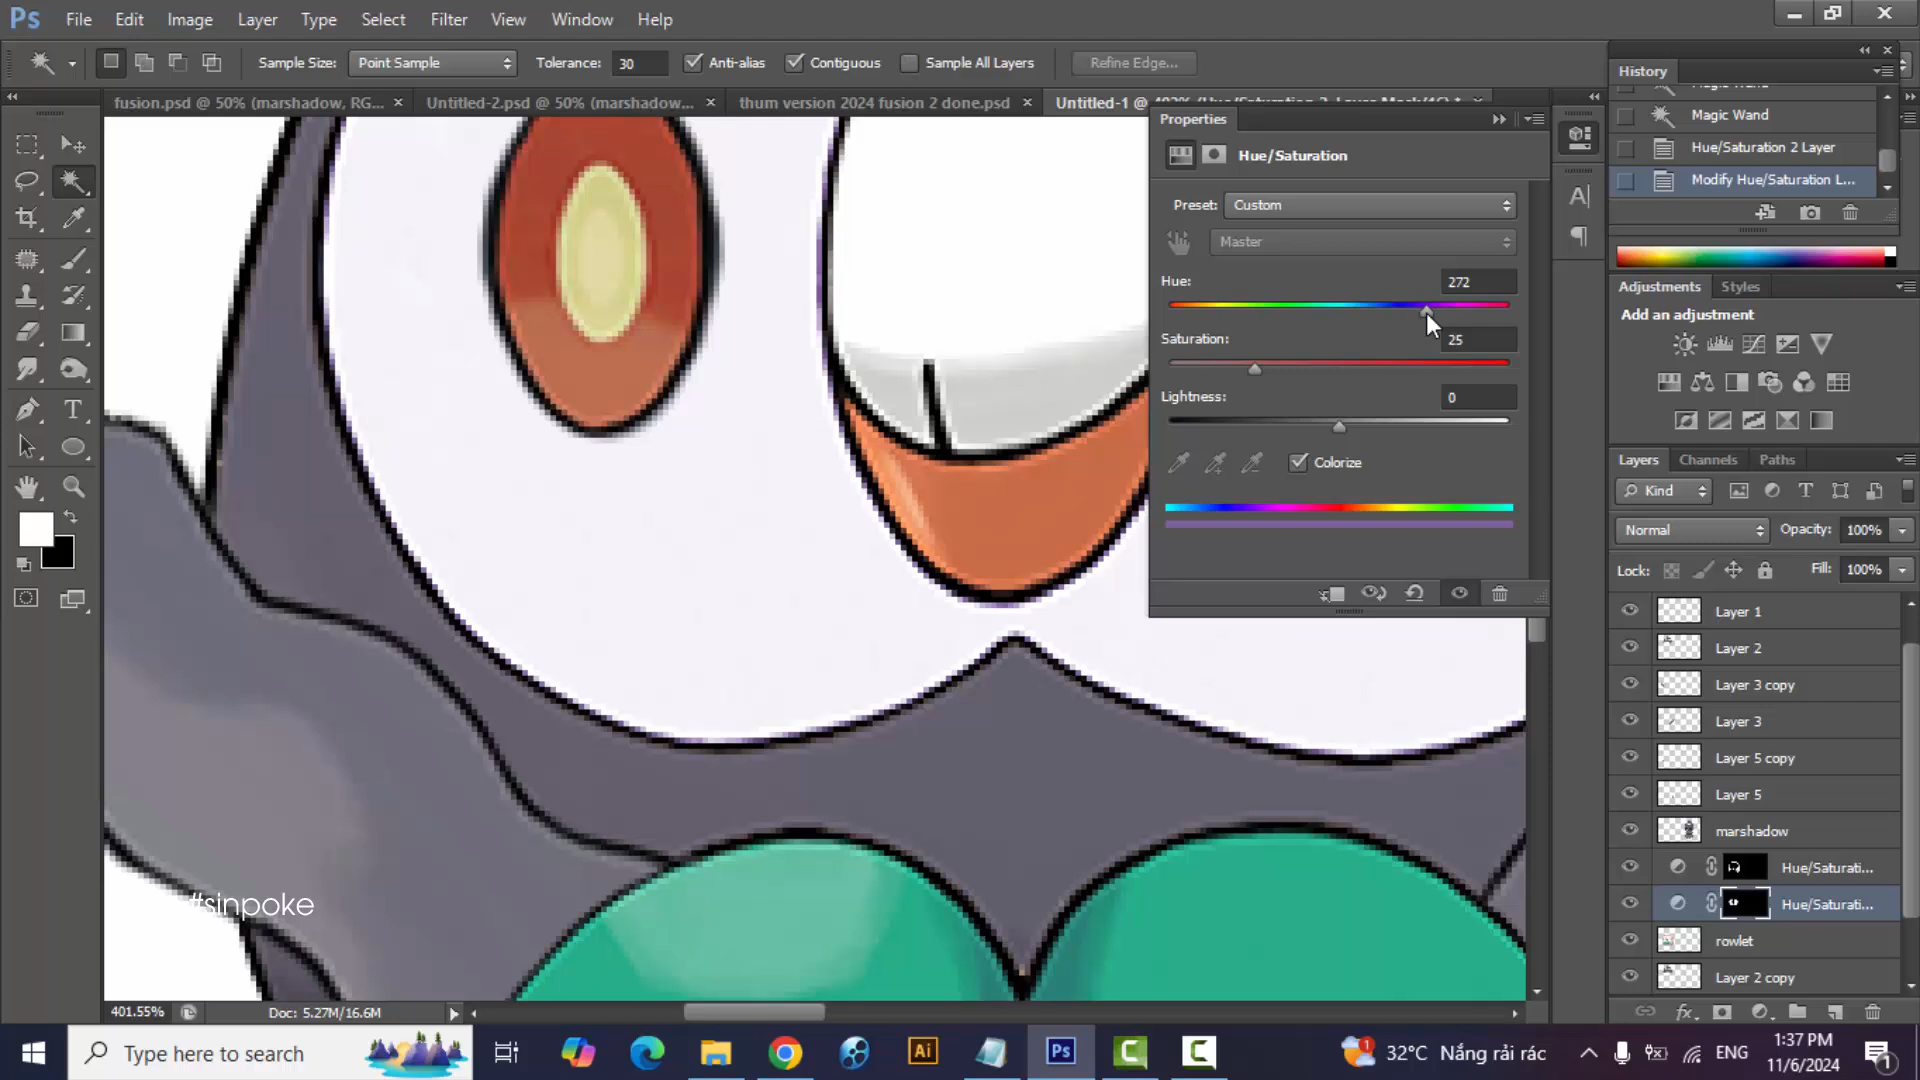 Ps File Edit Image Layer Type Select Filter View Window Help
Sample Size: Point Sample Tolerance: 30 Anti-alias Contiguous Sample All Layers Refine Edge...
fusion.psd @ 50% (marshadow, RG... × Untitled-2.psd @ 50% (marshadow... × thum version 2024 fusion 2 done.psd ×
History
Magic Wand
Hue/Saturation 2 Layer
Modify Hue/Saturation L...
Properties
Hue/Saturation
Preset: Custom
Master
Hue: 272
Saturation: 25
Lightness: 0
Colorize
Adjustments Styles
Add an adjustment
Layers Channels Paths
Kind
Normal Opacity: 100%
Lock: Fill: 100%
Layer 1
Layer 2
Layer 3 copy
Layer 3
Layer 5 copy
Layer 5
marshadow
Hue/Saturati...
Hue/Saturati...
rowlet
Layer 2 copy
#sinpoke
401.55% Doc: 5.27M/16.6M
Type here to search
Ai Ps
32°C Nắng rải rác ENG
1:37 PM
11/6/2024
1